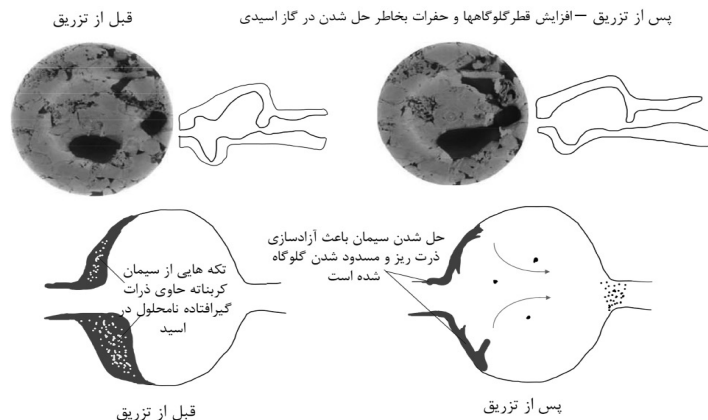 پس از تزریق – افزایش قطرگلوگاهها و حفرات بخاطر حل شدن در گاز اسیدی
قبل از تزریق
حل شدن سیمان باعث آزادسازی
ذرت ریز و مسدود شدن گلوگاه
شده است
تکه هایی از سیمان
کربناته حاوی ذرات
گیرافتاده نامحلول در
اسید
پس از تزریق
قبل از تزریق